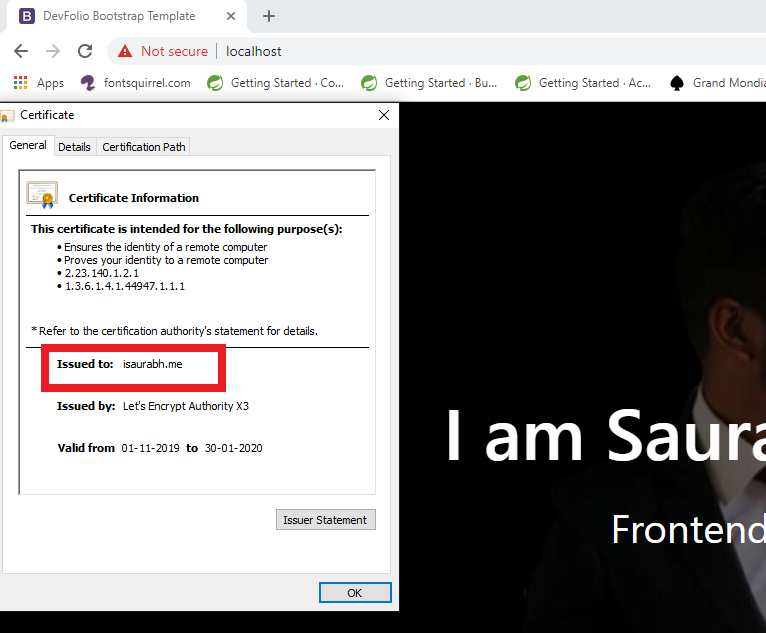 DevFolio Bootstrap Template
Not secure | localhost
Apps fontsquirrel.com Getting Started · Co... Getting Started · Bu... Getting Started · Ac... Grand Mondia
Certificate
General Details Certification Path
Certificate Information
This certificate is intended for the following purpose(s):
• Ensures the identity of a remote computer
• Proves your identity to a remote computer
• 2.23.140.1.2.1
• 1.3.6.1.4.1.44947.1.1.1
* Refer to the certification authority's statement for details.
Issued to: isaurabh.me
Issued by: Let's Encrypt Authority X3
Valid from 01-11-2019 to 30-01-2020
Issuer Statement
OK
I am Saura
Frontend